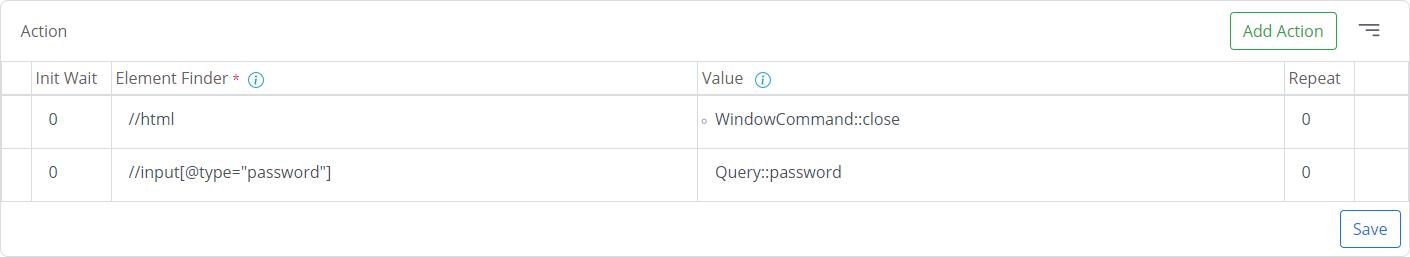 Action
Add Action
Init Wait Element Finder * Value Repeat
0 //html WindowCommand::close 0
0 //input[@type="password"] Query::password 0
Save